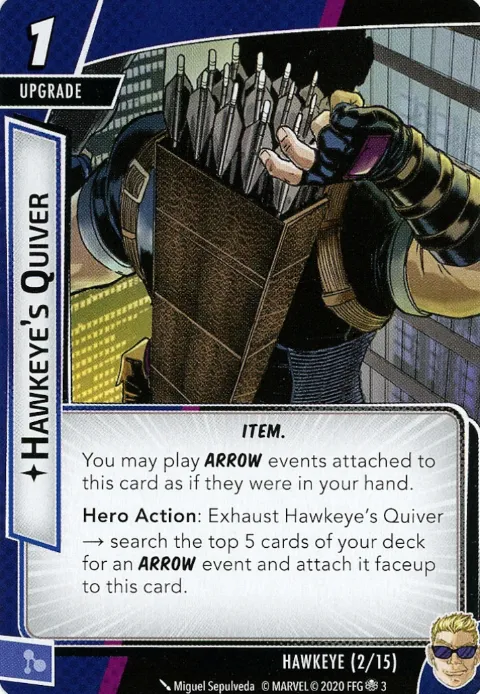 1
UPGRADE
HAWKEYE'S QUIVER
ITEM.
You may play ARROW events attached to
this card as if they were in your hand.
Hero Action: Exhaust Hawkeye's Quiver
→ search the top 5 cards of your deck
for an ARROW event and attach it faceup
to this card.
HAWKEYE (2/15)
Miguel Sepulveda © MARVEL © 2020 FFG 3